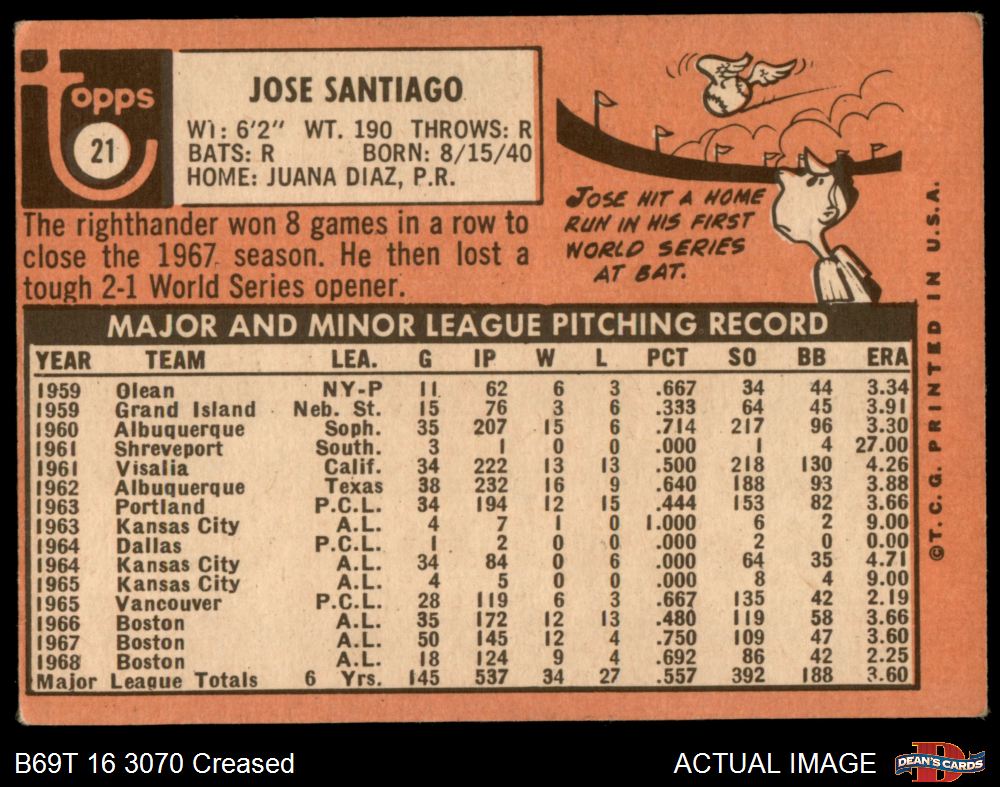 Topps
21
JOSE SANTIAGO
WT: 6'2" WT. 190 THROWS: R
BATS: R BORN: 8/15/40
HOME: JUANA DIAZ, P.R.
The righthander won 8 games in a row to
close the 1967 season. He then lost a
tough 2-1 World Series opener.
JOSE HIT A HOME
RUN IN HIS FIRST
WORLD SERIES
AT BAT.
MAJOR AND MINOR LEAGUE PITCHING RECORD
YEAR TEAM LEA. G IP W L PCT SO BB ERA
1959 Olean NY-P 11 62 6 3 .667 34 44 3.34
1959 Grand Island Neb. St. 15 76 3 6 .333 64 45 3.91
1960 Albuquerque Soph. 35 207 15 6 .714 217 96 3.30
1961 Shreveport South. 3 1 0 0 .000 1 4 27.00
1961 Visalia Calif. 34 222 13 13 .500 218 130 4.26
1962 Albuquerque Texas 38 232 16 9 .640 188 93 3.88
1963 Portland P.C.L. 34 194 12 15 .444 153 82 3.66
1963 Kansas City A.L. 4 7 1 0 1.000 6 2 9.00
1964 Dallas P.C.L. 1 2 0 0 .000 2 0 0.00
1964 Kansas City A.L. 34 84 0 6 .000 64 35 4.71
1965 Kansas City A.L. 4 5 0 0 .000 8 4 9.00
1965 Vancouver P.C.L. 28 119 6 3 .667 135 42 2.19
1966 Boston A.L. 35 172 12 13 .480 119 58 3.66
1967 Boston A.L. 50 145 12 4 .750 109 47 3.60
1968 Boston A.L. 18 124 9 4 .692 86 42 2.25
Major League Totals 6 Yrs. 145 537 34 27 .557 392 188 3.60
©T.C.G. PRINTED IN U.S.A.
B69T 16 3070 Creased
ACTUAL IMAGE
DEAN'S CARDS